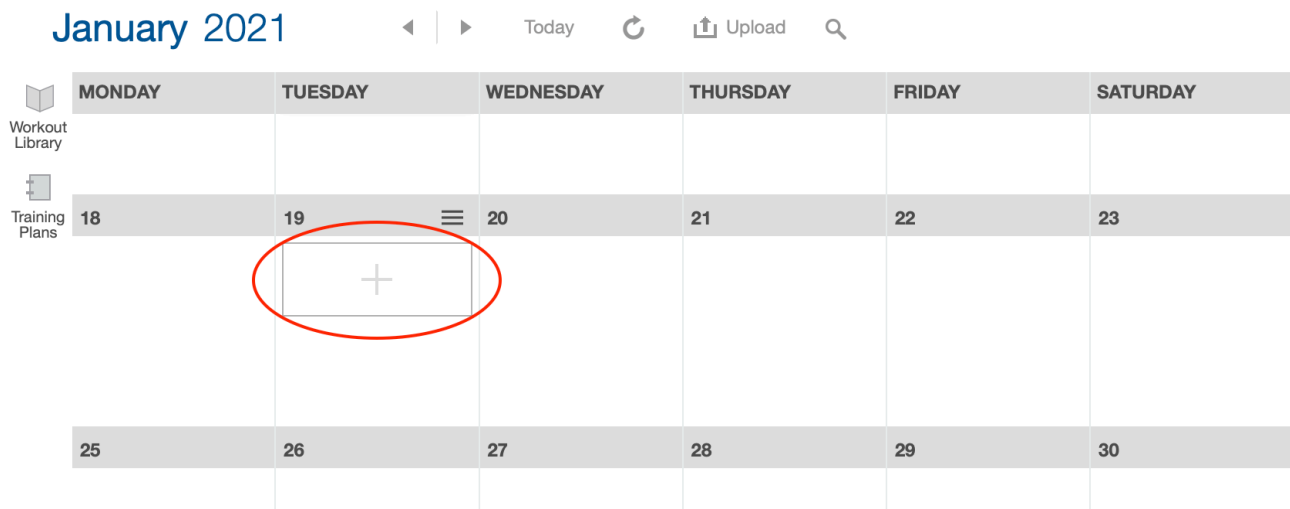 January 2021
Today
Upload
Workout
Library
MONDAY TUESDAY WEDNESDAY THURSDAY FRIDAY SATURDAY
Training
Plans
18 19 20 21 22 23
25 26 27 28 29 30